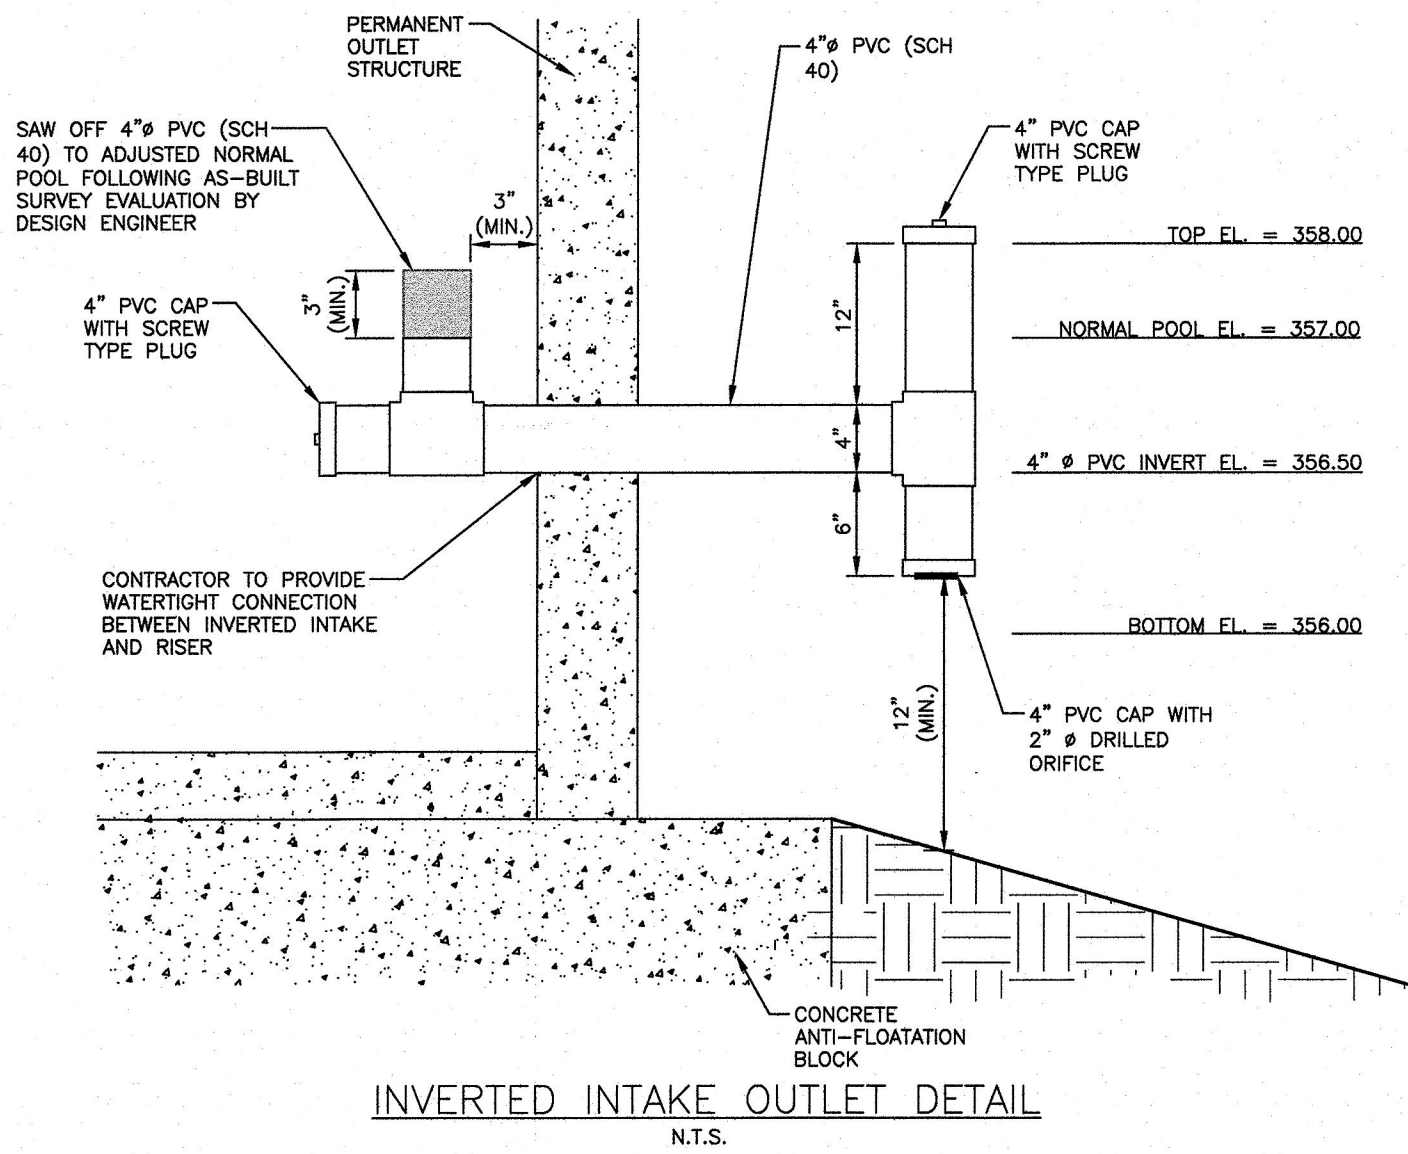 PERMANENT
OUTLET
STRUCTURE
4"ø PVC (SCH
40)
SAW OFF 4"ø PVC (SCH
40) TO ADJUSTED NORMAL
POOL FOLLOWING AS-BUILT
SURVEY EVALUATION BY
DESIGN ENGINEER
3"
(MIN.)
4" PVC CAP
WITH SCREW
TYPE PLUG
TOP EL. = 358.00
3"
(MIN.)
4" PVC CAP
WITH SCREW
TYPE PLUG
12"
NORMAL POOL EL. = 357.00
4"
4" ø PVC INVERT EL. = 356.50
6"
CONTRACTOR TO PROVIDE
WATERTIGHT CONNECTION
BETWEEN INVERTED INTAKE
AND RISER
BOTTOM EL. = 356.00
12"
(MIN.)
4" PVC CAP WITH
2" ø DRILLED
ORIFICE
CONCRETE
ANTI-FLOATATION
BLOCK
INVERTED INTAKE OUTLET DETAIL
N.T.S.